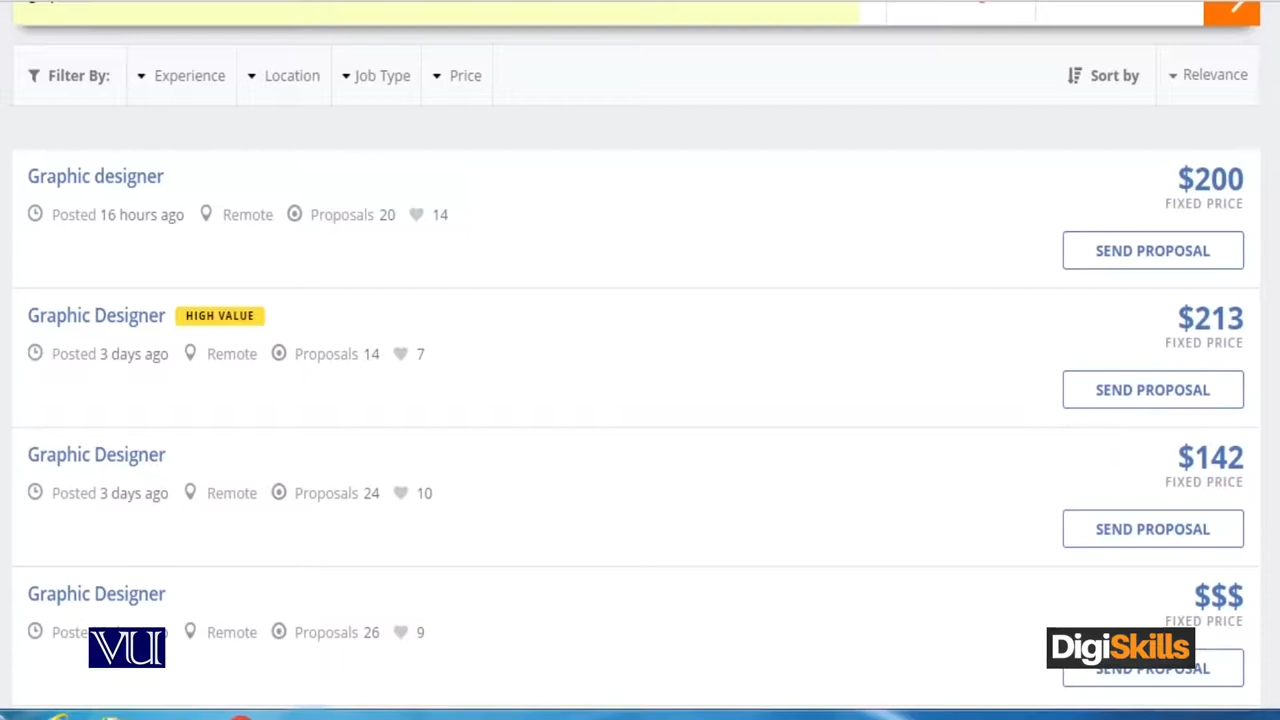 Filter By: Experience Location Job Type Price Sort by Relevance
Graphic designer
$200
FIXED PRICE
Posted 16 hours ago Remote Proposals 20 14
SEND PROPOSAL
Graphic Designer HIGH VALUE
$213
FIXED PRICE
Posted 3 days ago Remote Proposals 14 7
SEND PROPOSAL
Graphic Designer
$142
FIXED PRICE
Posted 3 days ago Remote Proposals 24 10
SEND PROPOSAL
Graphic Designer
$$$
FIXED PRICE
Remote Proposals 26 9
VU
DigiSkills
SEND PROPOSAL